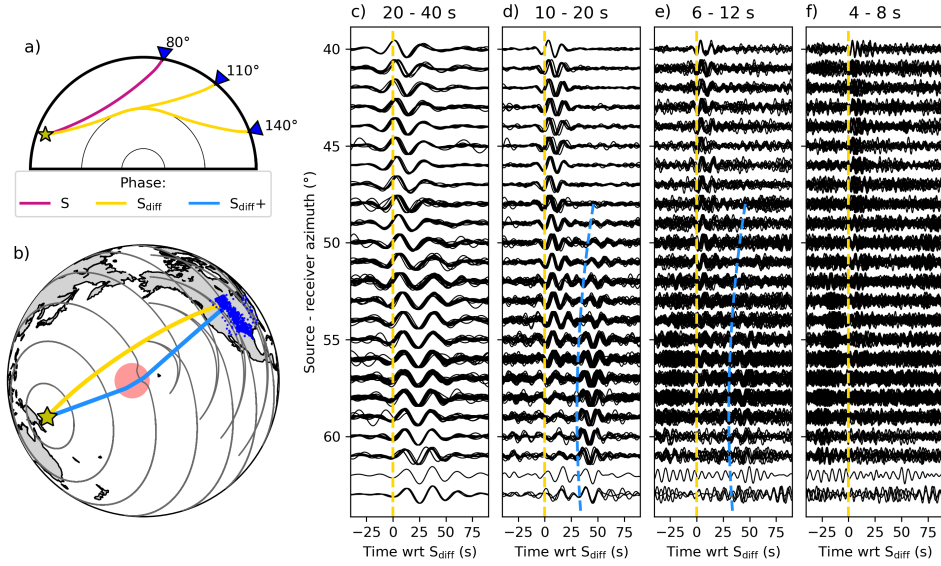 a)
80°
110°
140°
Phase:
S
Sdiff
Sdiff+
b)
c) 20 - 40 s
d) 10 - 20 s
e) 6 - 12 s
f) 4 - 8 s
Source - receiver azimuth (°)
40
45
50
55
60
−25 0 25 50 75
−25 0 25 50 75
−25 0 25 50 75
−25 0 25 50 75
Time wrt Sdiff (s)
Time wrt Sdiff (s)
Time wrt Sdiff (s)
Time wrt Sdiff (s)